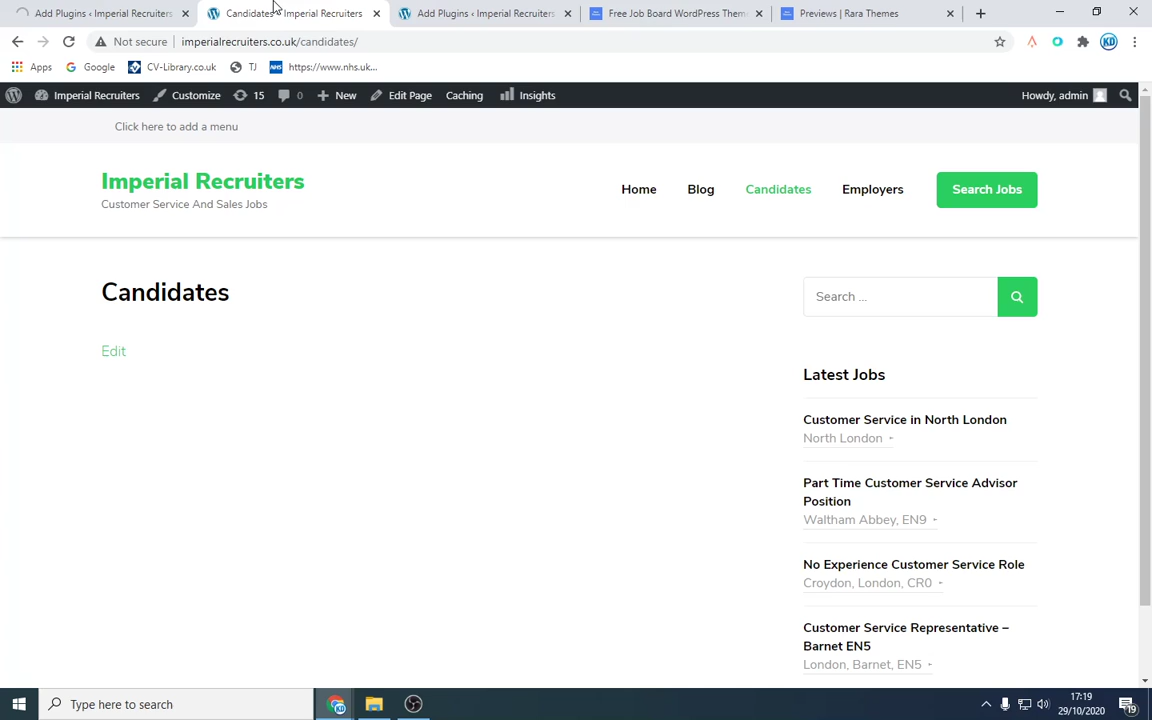 Add Plugins ‹ Imperial Recruiters
Candidates - Imperial Recruiters
Add Plugins ‹ Imperial Recruiters
Free Job Board WordPress Them
Previews | Rara Themes
Not secure
imperialrecruiters.co.uk/candidates/
KD
Apps
Google
CV-Library.co.uk
TJ
NHS
https://www.nhs.uk...
Imperial Recruiters
Customize
15
0
New
Edit Page
Caching
Insights
Howdy, admin
Click here to add a menu
Imperial Recruiters
Customer Service And Sales Jobs
Home
Blog
Candidates
Employers
Search Jobs
Candidates
Edit
Search ...
Latest Jobs
Customer Service in North London
North London -
Part Time Customer Service Advisor
Position
Waltham Abbey, EN9 -
No Experience Customer Service Role
Croydon, London, CR0 -
Customer Service Representative –
Barnet EN5
London, Barnet, EN5 -
Type here to search
KD
17:19
29/10/2020
19